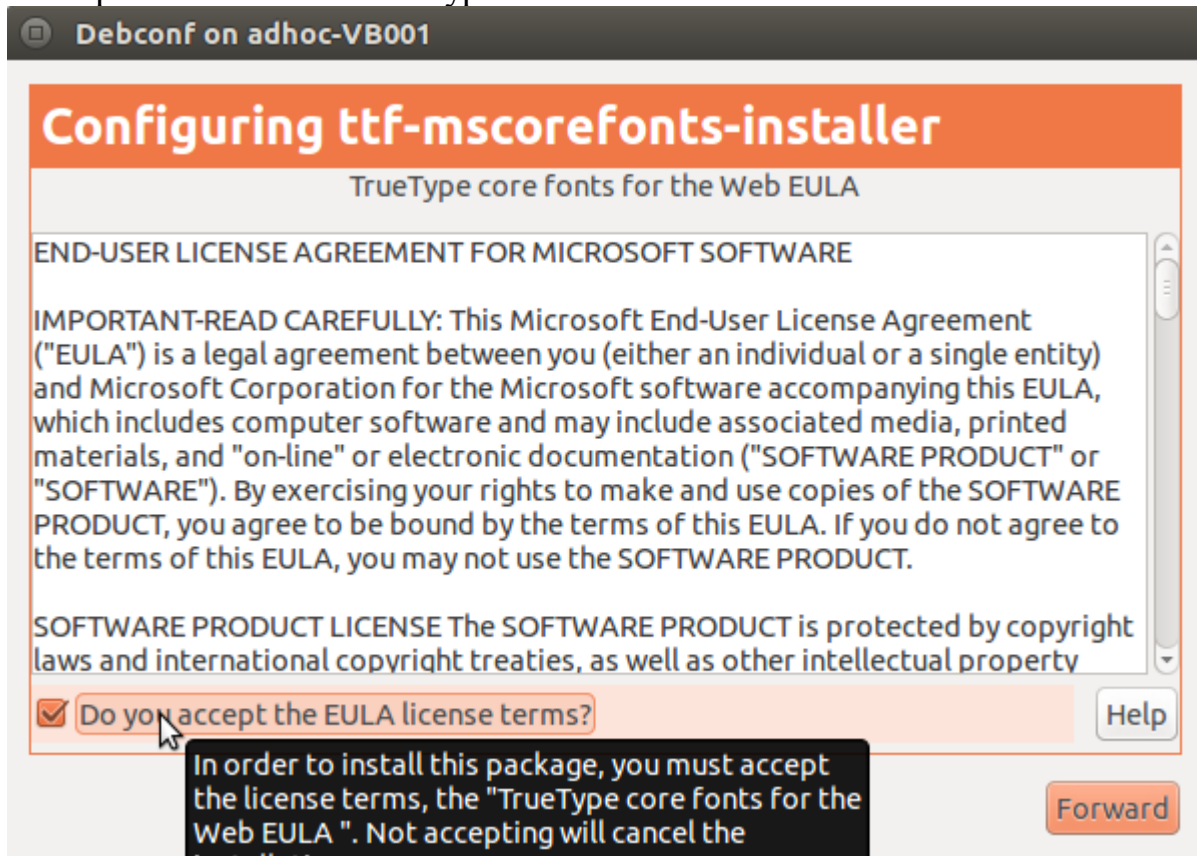 Debconf on adhoc-VB001
Configuring ttf-mscorefonts-installer
TrueType core fonts for the Web EULA
END-USER LICENSE AGREEMENT FOR MICROSOFT SOFTWARE
IMPORTANT-READ CAREFULLY: This Microsoft End-User License Agreement
("EULA") is a legal agreement between you (either an individual or a single entity)
and Microsoft Corporation for the Microsoft software accompanying this EULA,
which includes computer software and may include associated media, printed
materials, and "on-line" or electronic documentation ("SOFTWARE PRODUCT" or
"SOFTWARE"). By exercising your rights to make and use copies of the SOFTWARE
PRODUCT, you agree to be bound by the terms of this EULA. If you do not agree to
the terms of this EULA, you may not use the SOFTWARE PRODUCT.
SOFTWARE PRODUCT LICENSE The SOFTWARE PRODUCT is protected by copyright
laws and international copyright treaties, as well as other intellectual property
Do you accept the EULA license terms?
Help
In order to install this package, you must accept
the license terms, the "TrueType core fonts for the
Web EULA ". Not accepting will cancel the
Forward